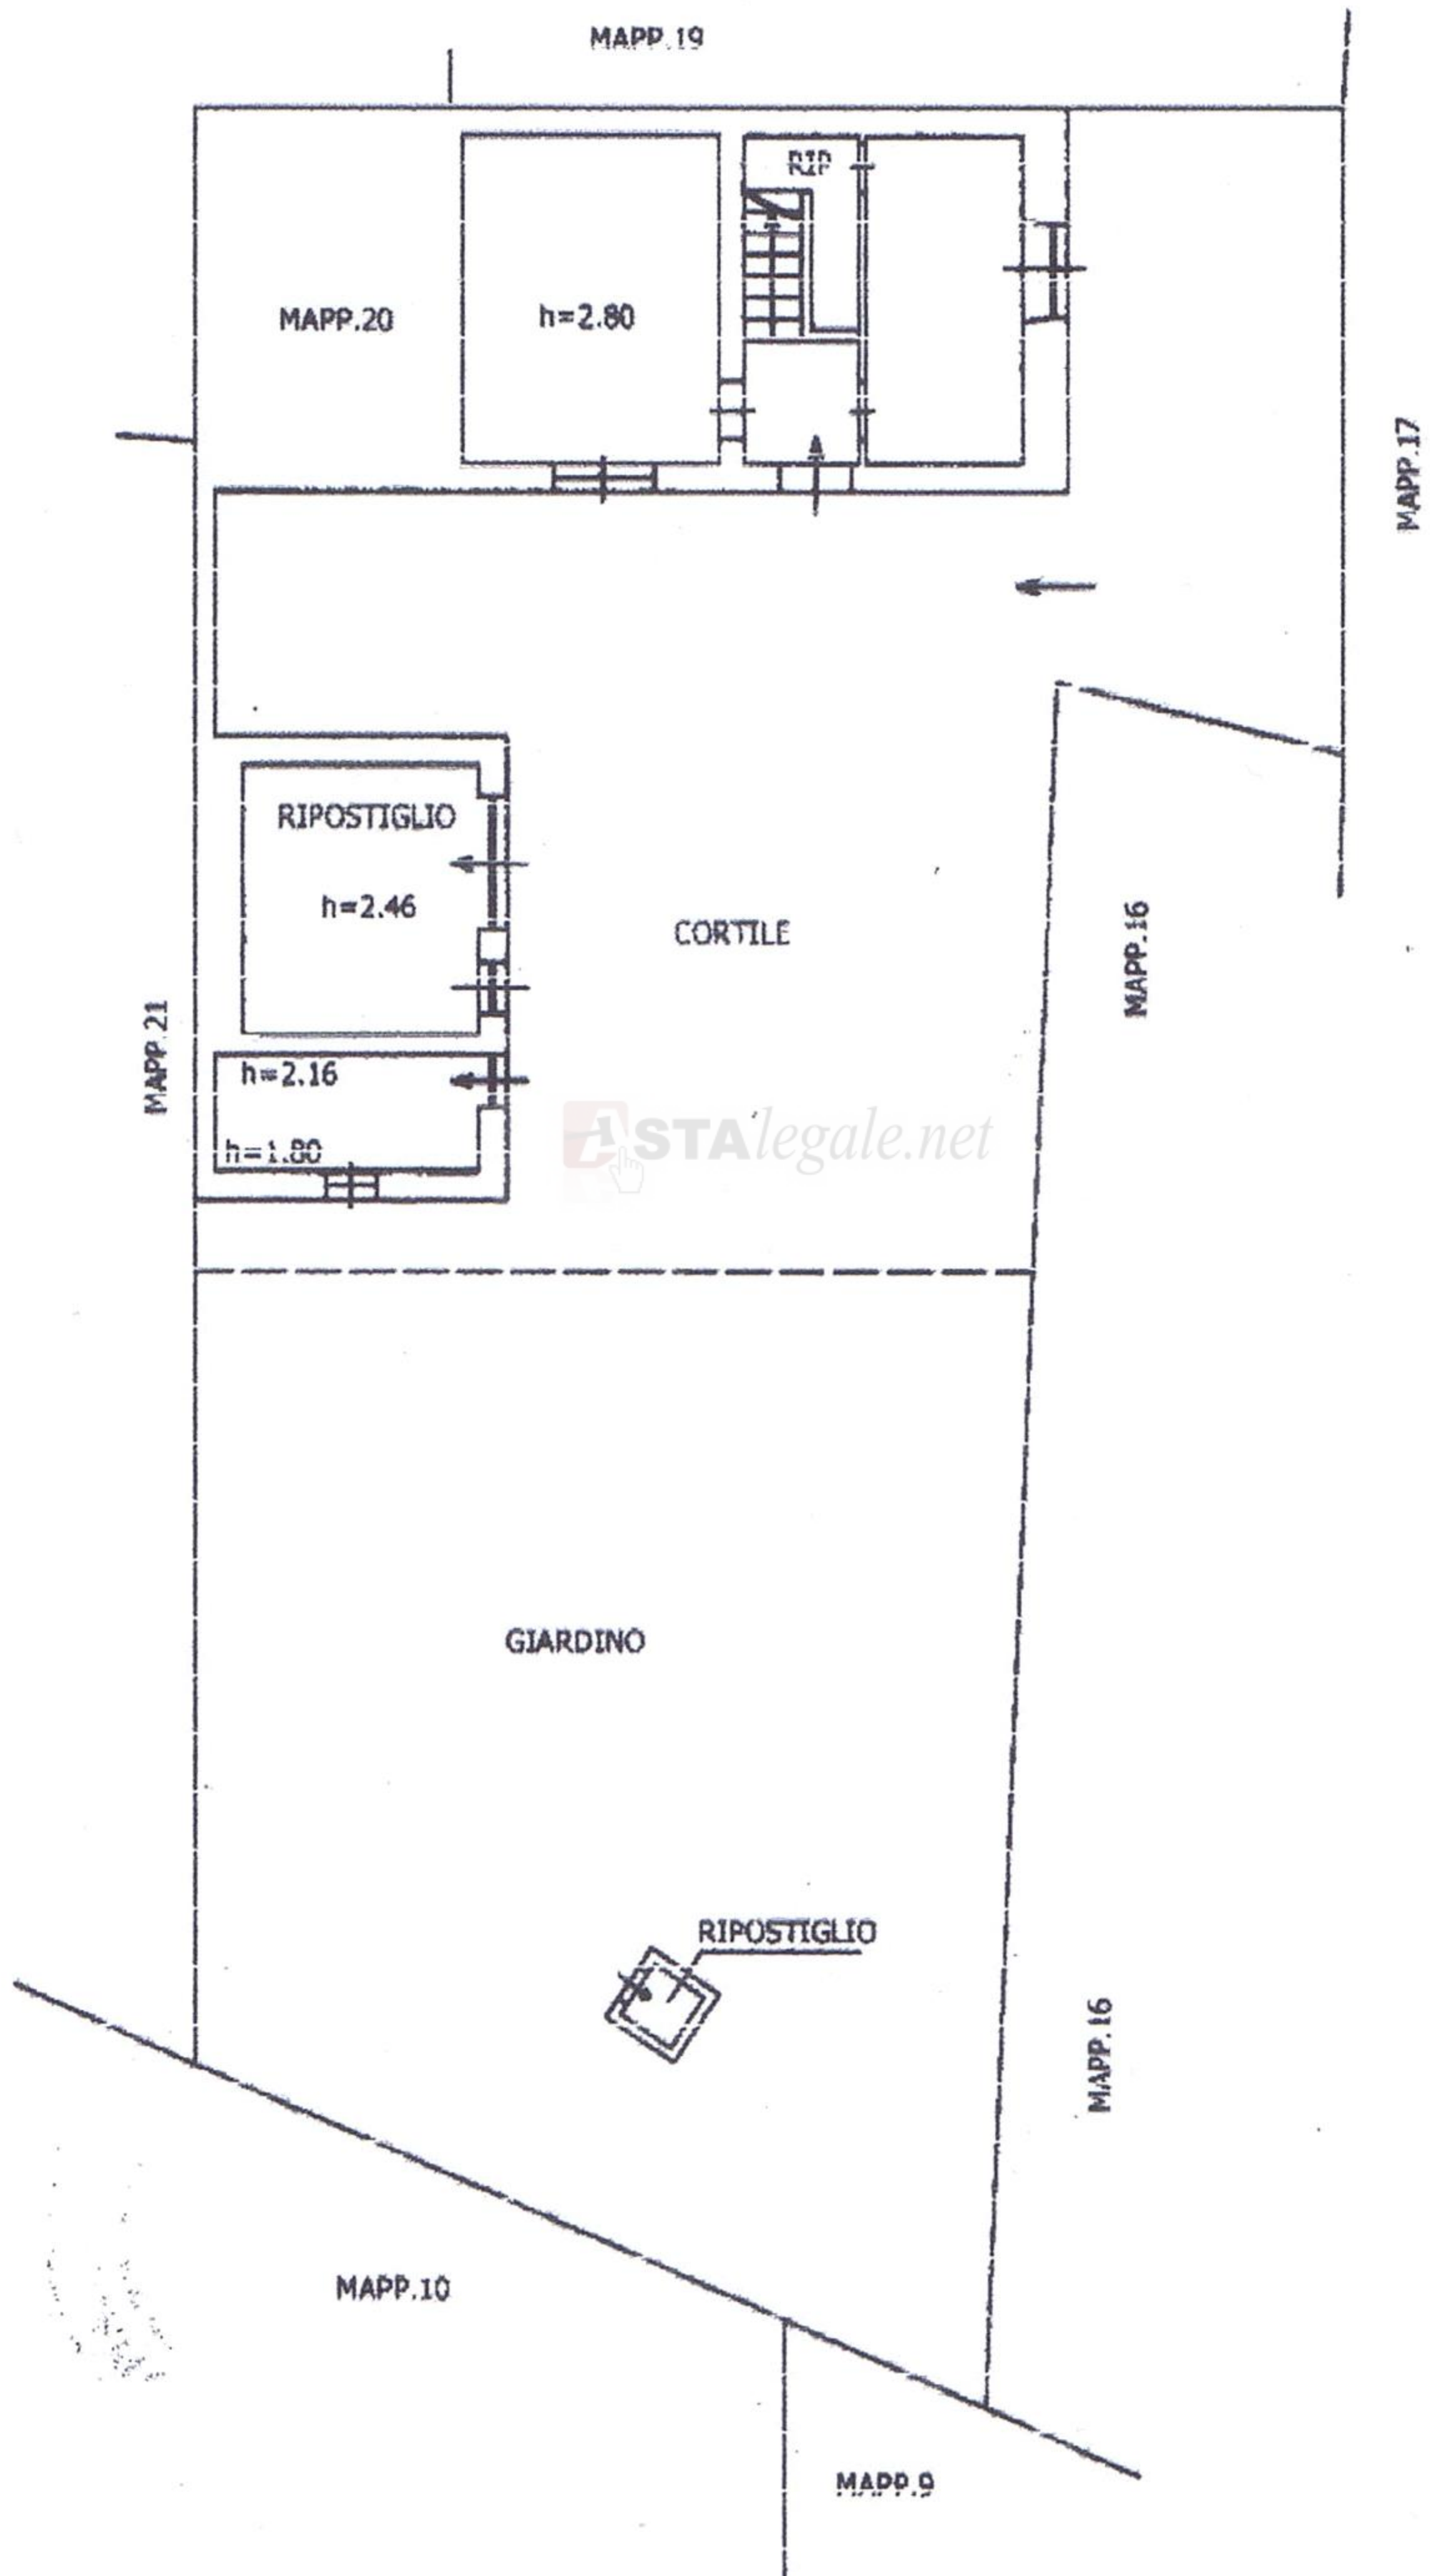 MAPP.19
RIP
MAPP.20
h=2.80
MAPP.17
RIPOSTIGLIO
h=2.46
CORTILE
MAPP.16
MAPP.21
h=2.16
h=1.80
ASTAlegale.net
GIARDINO
RIPOSTIGLIO
MAPP.16
MAPP.10
MAPP.9